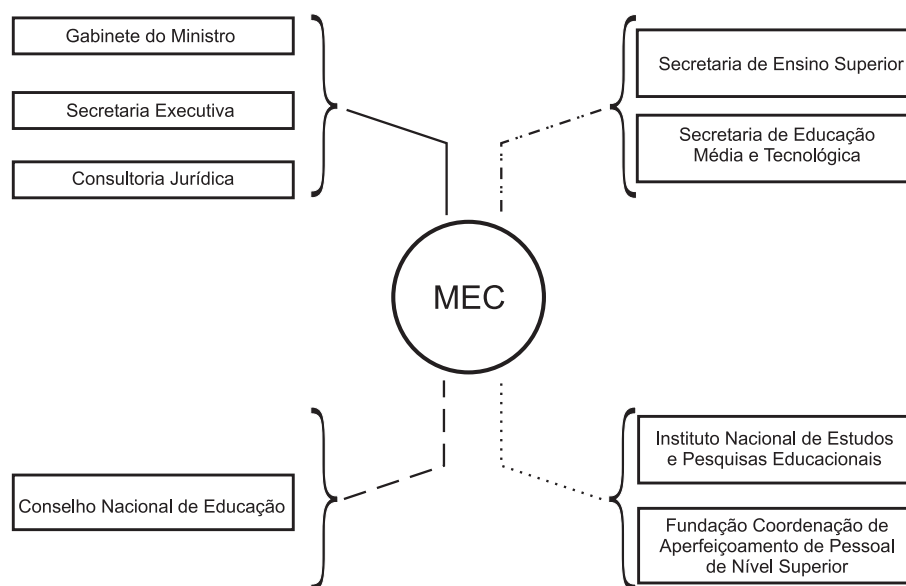 Gabinete do Ministro
Secretaria Executiva
Consultoria Jurídica
Secretaria de Ensino Superior
Secretaria de Educação
Média e Tecnológica
MEC
Conselho Nacional de Educação
Instituto Nacional de Estudos
e Pesquisas Educacionais
Fundação Coordenação de
Aperfeiçoamento de Pessoal
de Nível Superior